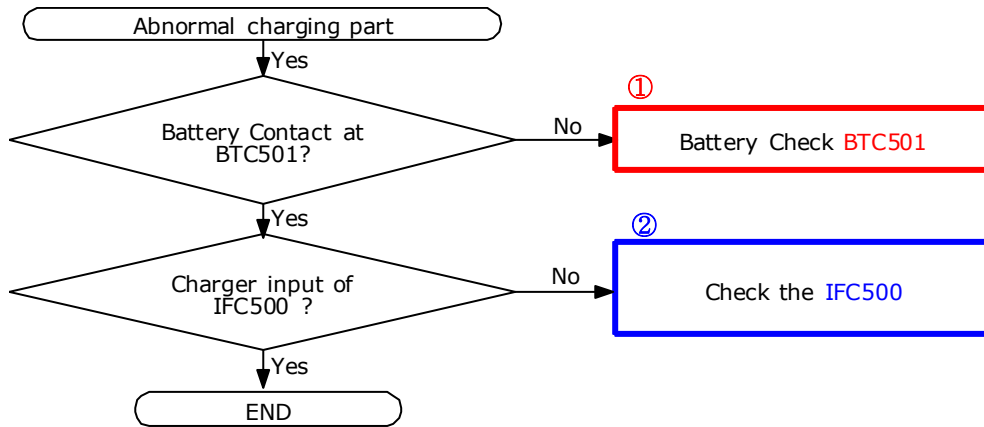 Abnormal charging part
Yes
①
Battery Contact at
BTC501?
No
Battery Check BTC501
Yes
②
Charger input of
IFC500 ?
No
Check the IFC500
Yes
END